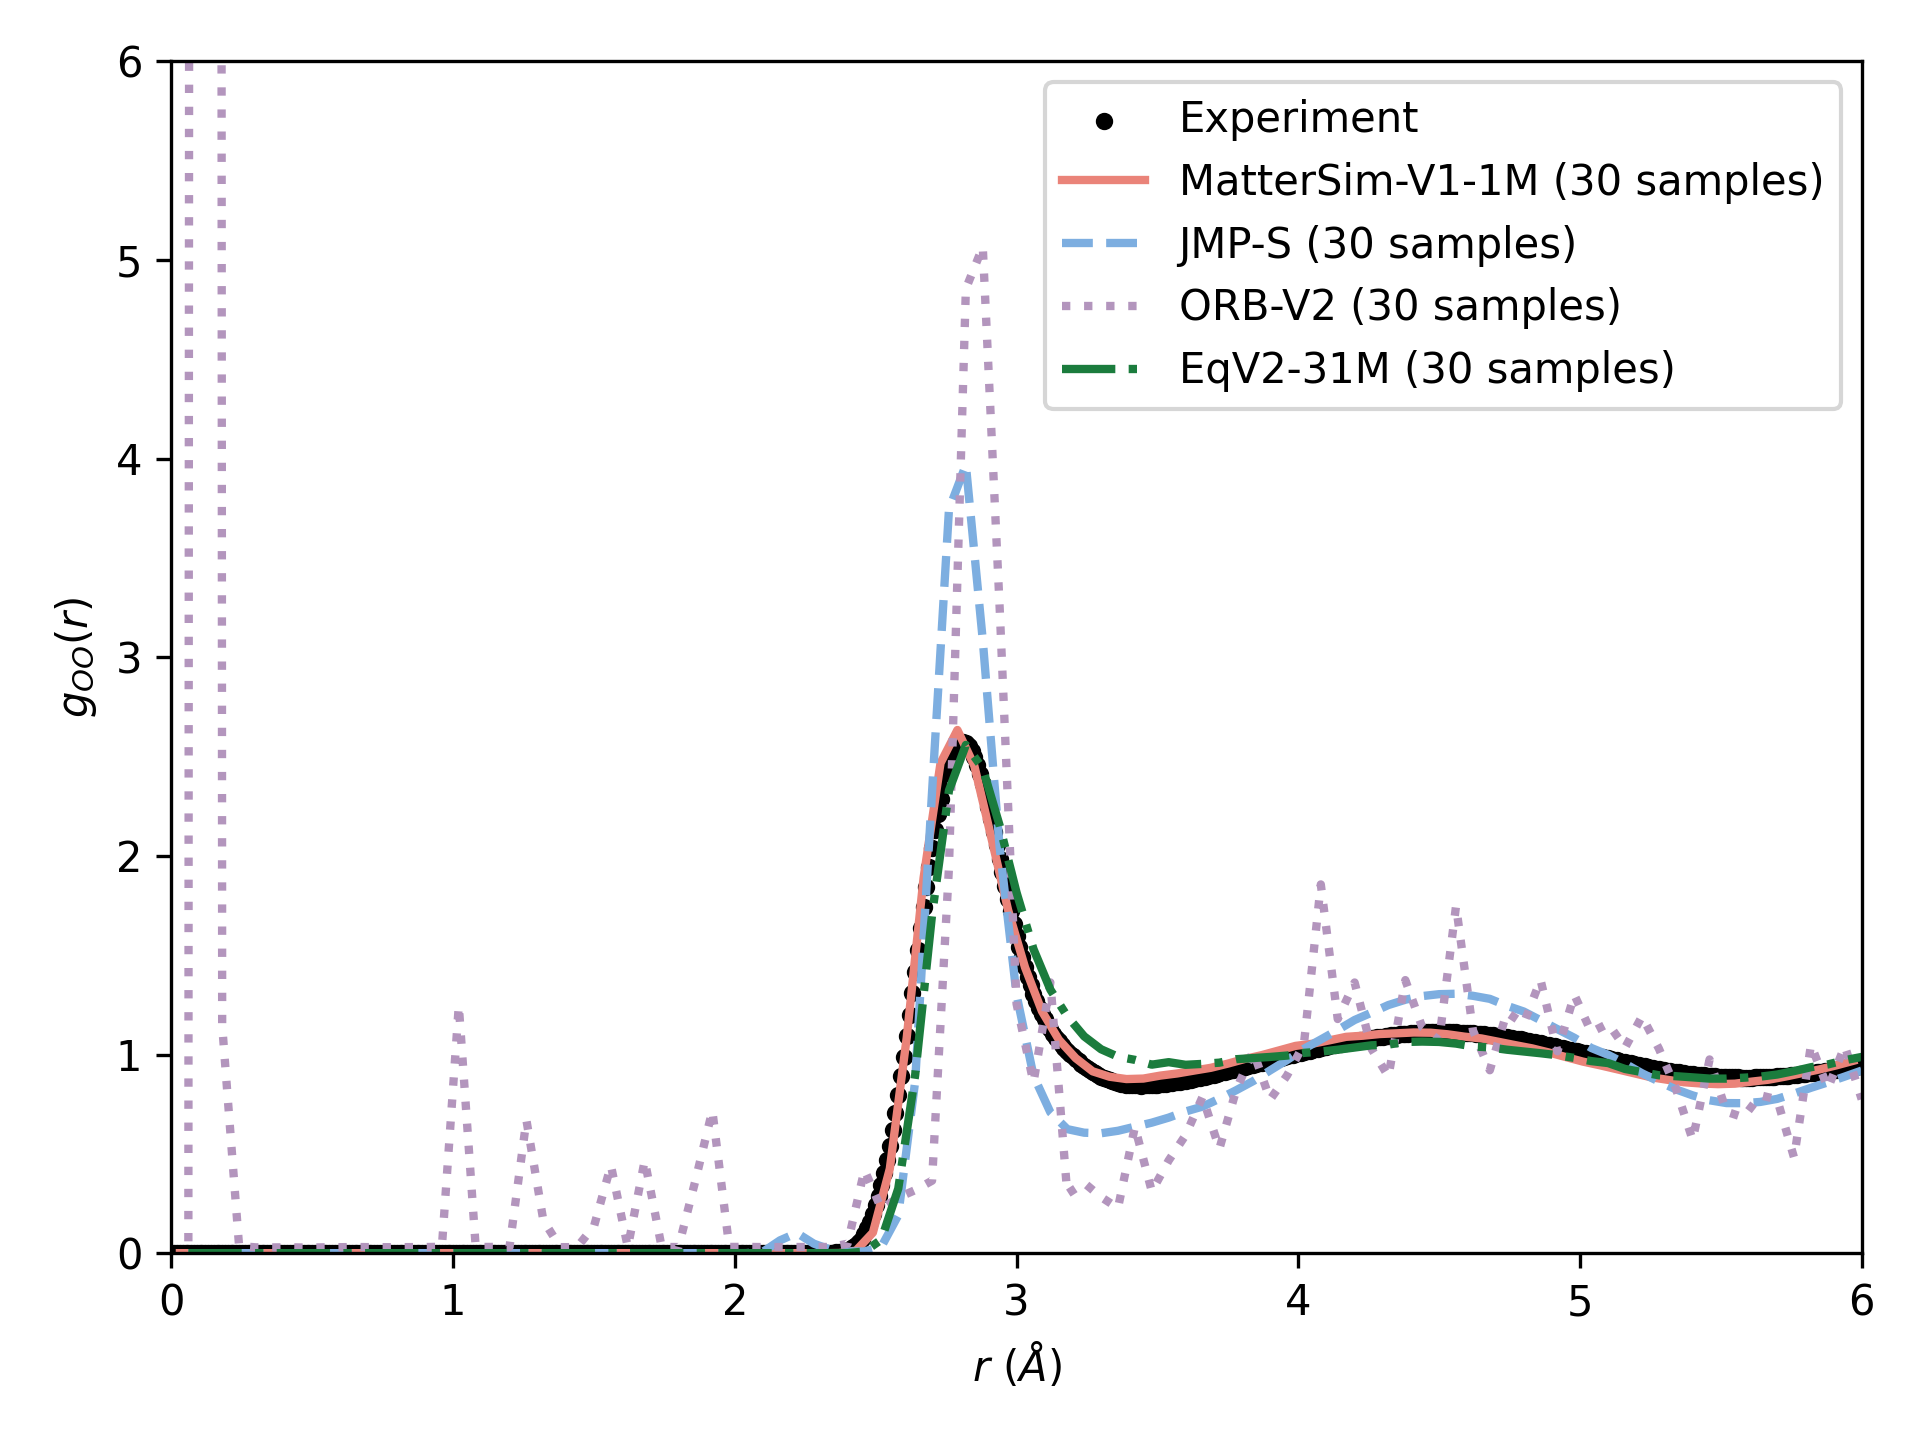 6
5
4
3
2
1
0
g_OO(r)
0 1 2 3 4 5 6
r (Å)
Experiment
MatterSim-V1-1M (30 samples)
JMP-S (30 samples)
ORB-V2 (30 samples)
EqV2-31M (30 samples)